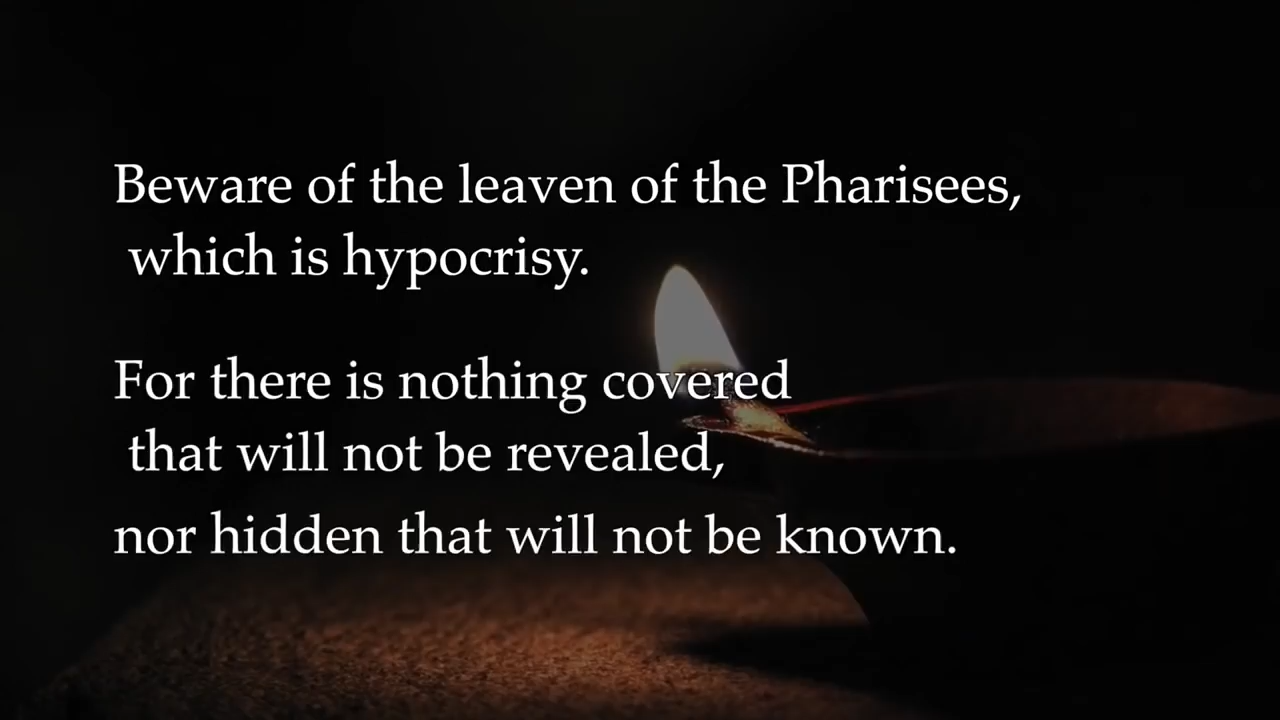 Beware of the leaven of the Pharisees,
which is hypocrisy.
For there is nothing covered
that will not be revealed,
nor hidden that will not be known.